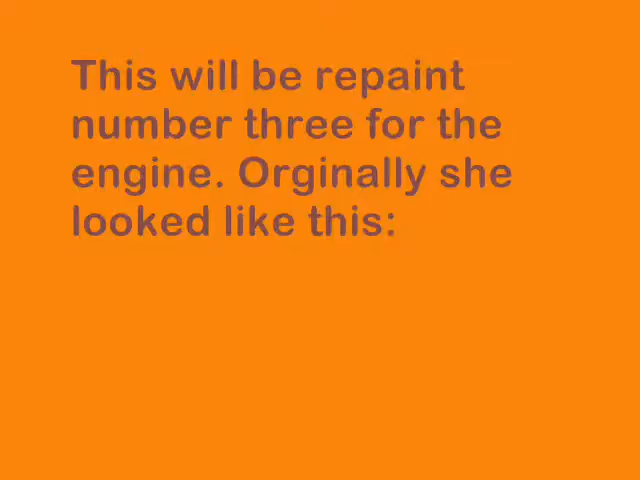 This will be repaint
number three for the
engine. Orginally she
looked like this: